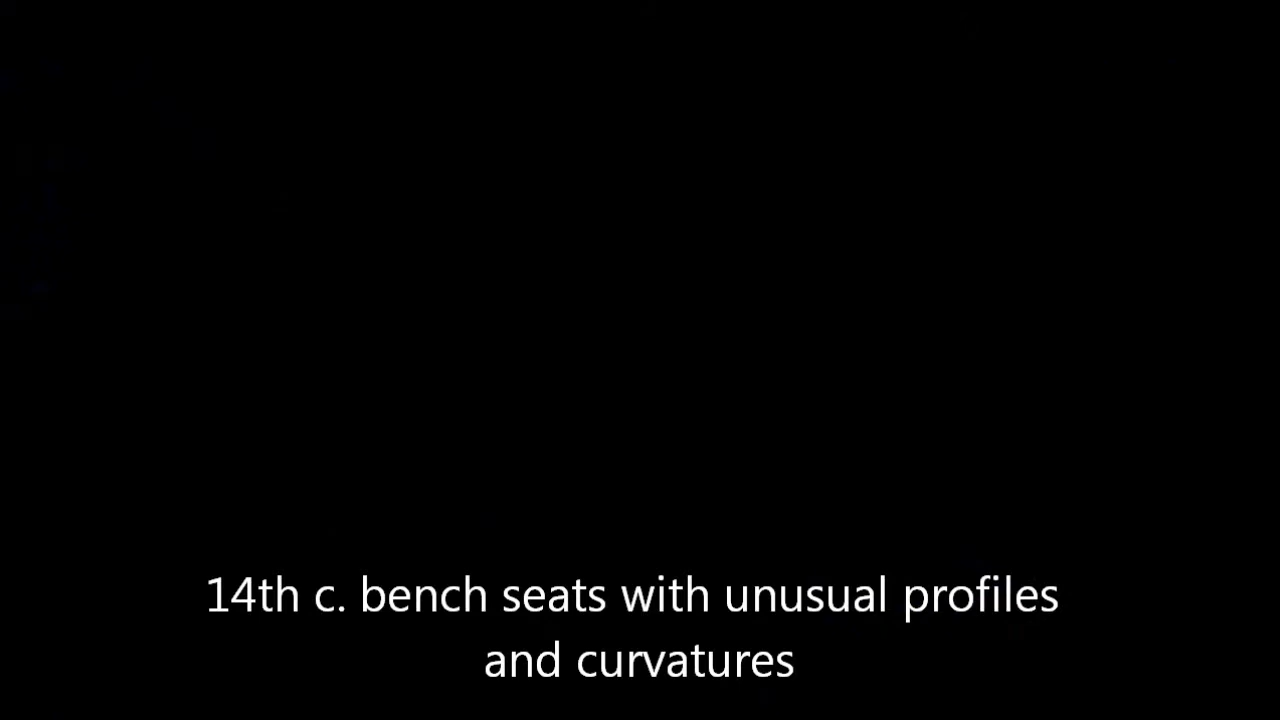 14th c. bench seats with unusual profiles
and curvatures